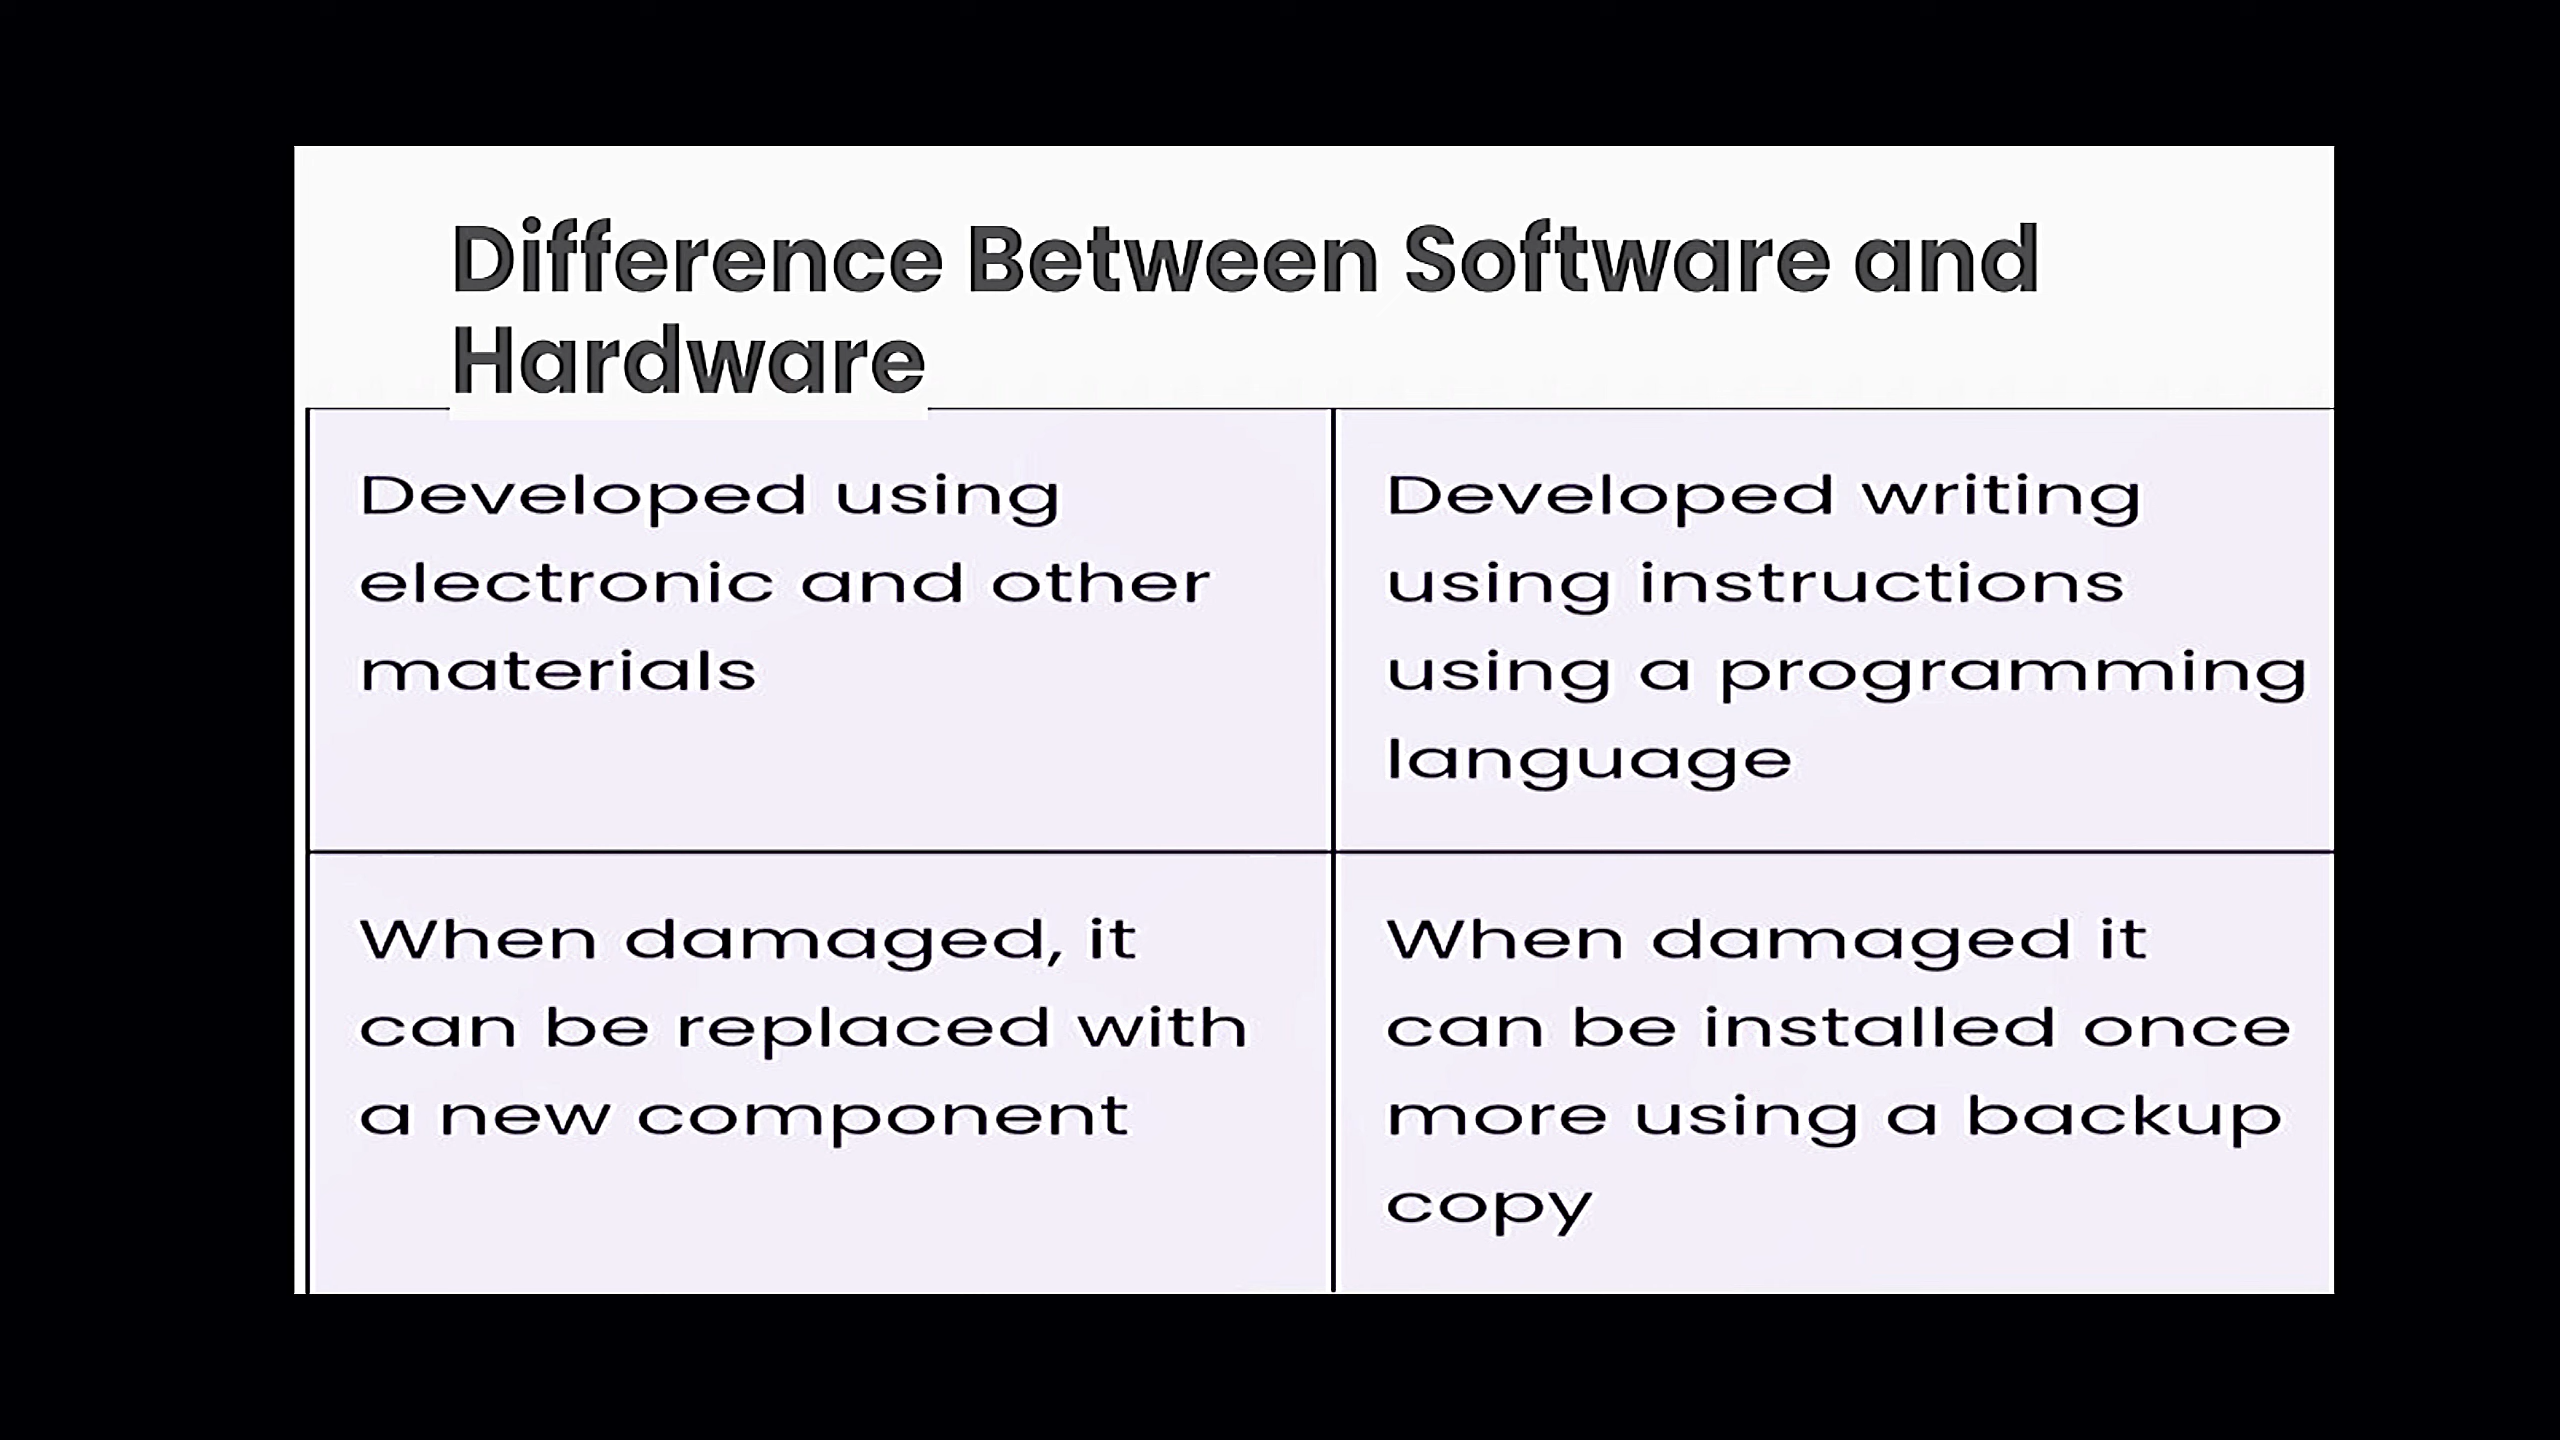 Difference Between Software and
Hardware
Developed using
electronic and other
materials
Developed writing
using instructions
using a programming
language
When damaged, it
can be replaced with
a new component
When damaged it
can be installed once
more using a backup
copy